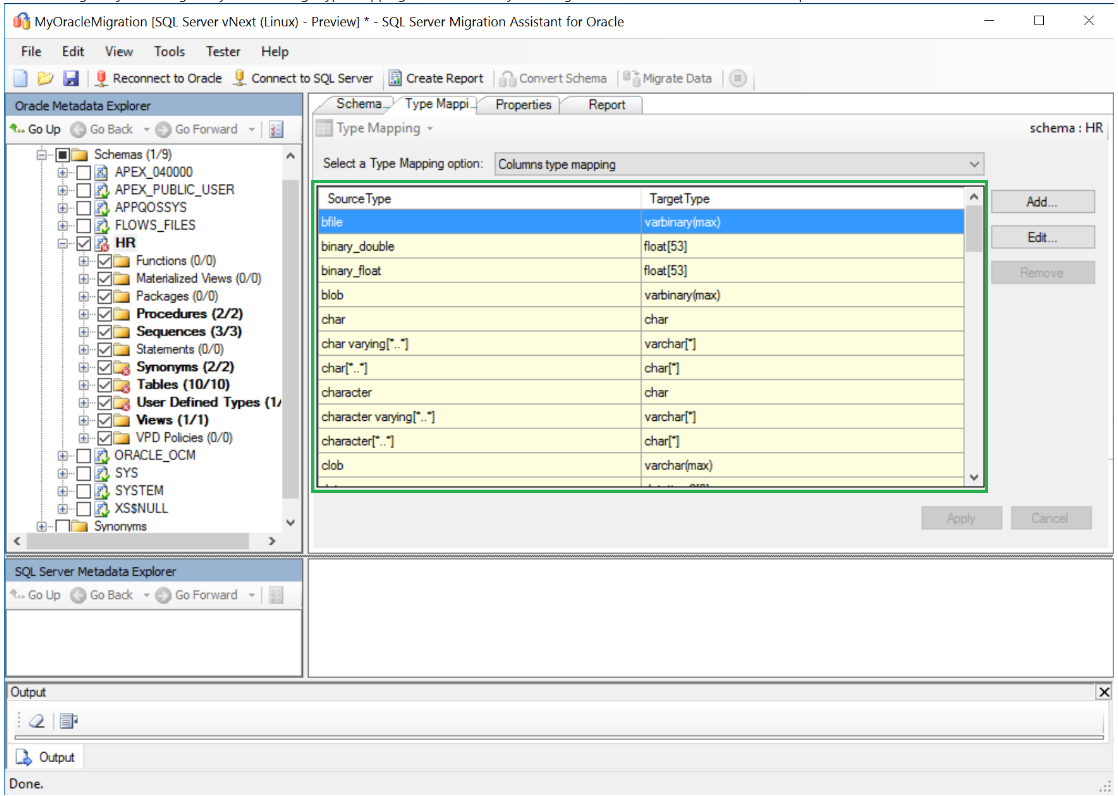 MyOracleMigration [SQL Server vNext (Linux) - Preview] * - SQL Server Migration Assistant for Oracle
File Edit View Tools Tester Help
Reconnect to Oracle Connect to SQL Server Create Report Convert Schema Migrate Data
Oracle Metadata Explorer
Go Up Go Back Go Forward
Schemas (1/9)
APEX_040000
APEX_PUBLIC_USER
APPQOSSYS
FLOWS_FILES
HR
Functions (0/0)
Materialized Views (0/0)
Packages (0/0)
Procedures (2/2)
Sequences (3/3)
Statements (0/0)
Synonyms (2/2)
Tables (10/10)
User Defined Types (1/
Views (1/1)
VPD Policies (0/0)
ORACLE_OCM
SYS
SYSTEM
XS$NULL
Synonyms
Schema... Type Mappi... Properties Report
Type Mapping schema : HR
Select a Type Mapping option: Columns type mapping
Source Type Target Type
bfile varbinary(max)
binary_double float[53]
binary_float float[53]
blob varbinary(max)
char char
char varying[*..*] varchar[*]
char[*..*] char[*]
character char
character varying[*..*] varchar[*]
character[*..*] char[*]
clob varchar(max)
Add...
Edit...
Remove
Apply Cancel
SQL Server Metadata Explorer
Go Up Go Back Go Forward
Output
Output
Done.